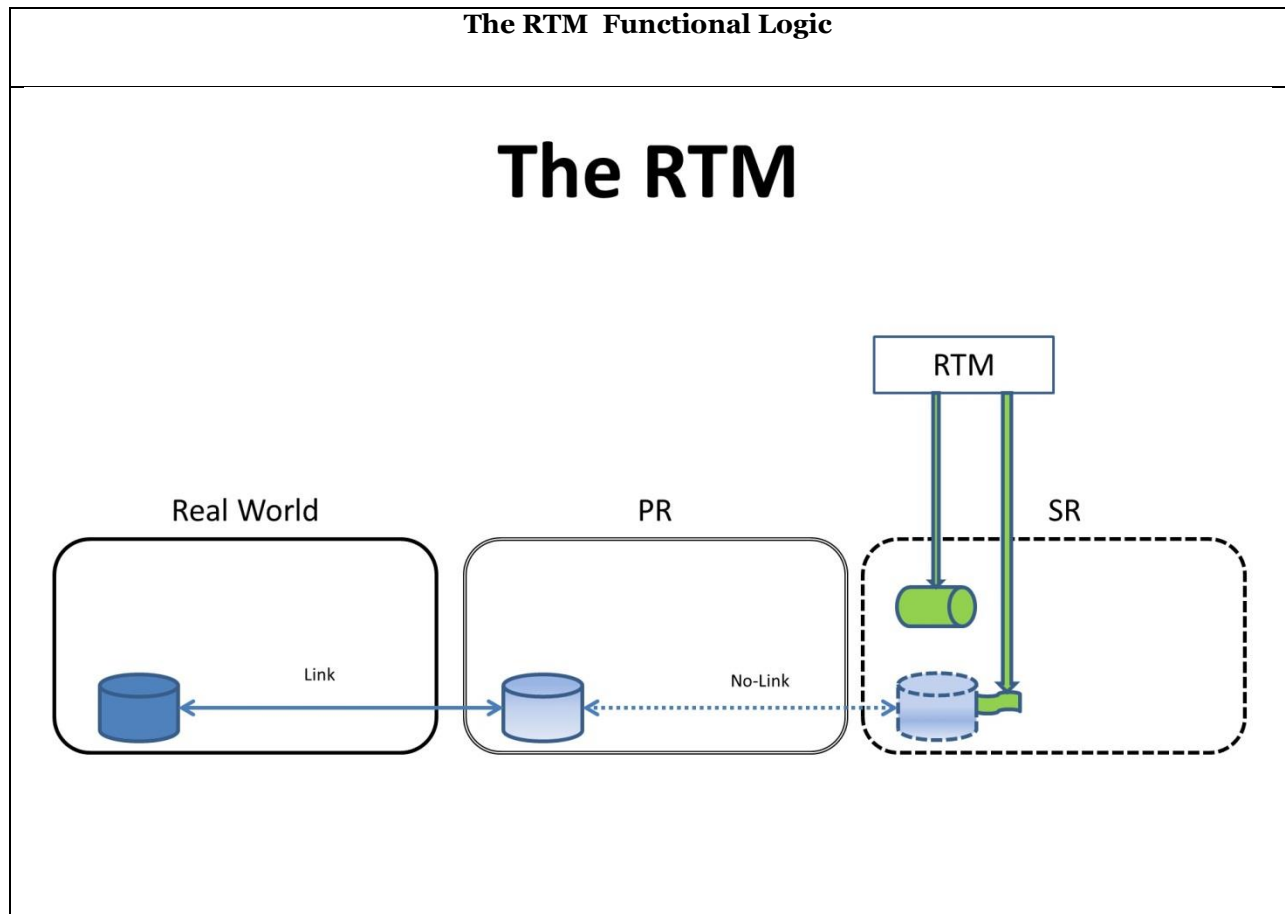 The RTM Functional Logic
The RTM
RTM
Real World
PR
SR
Link
No-Link